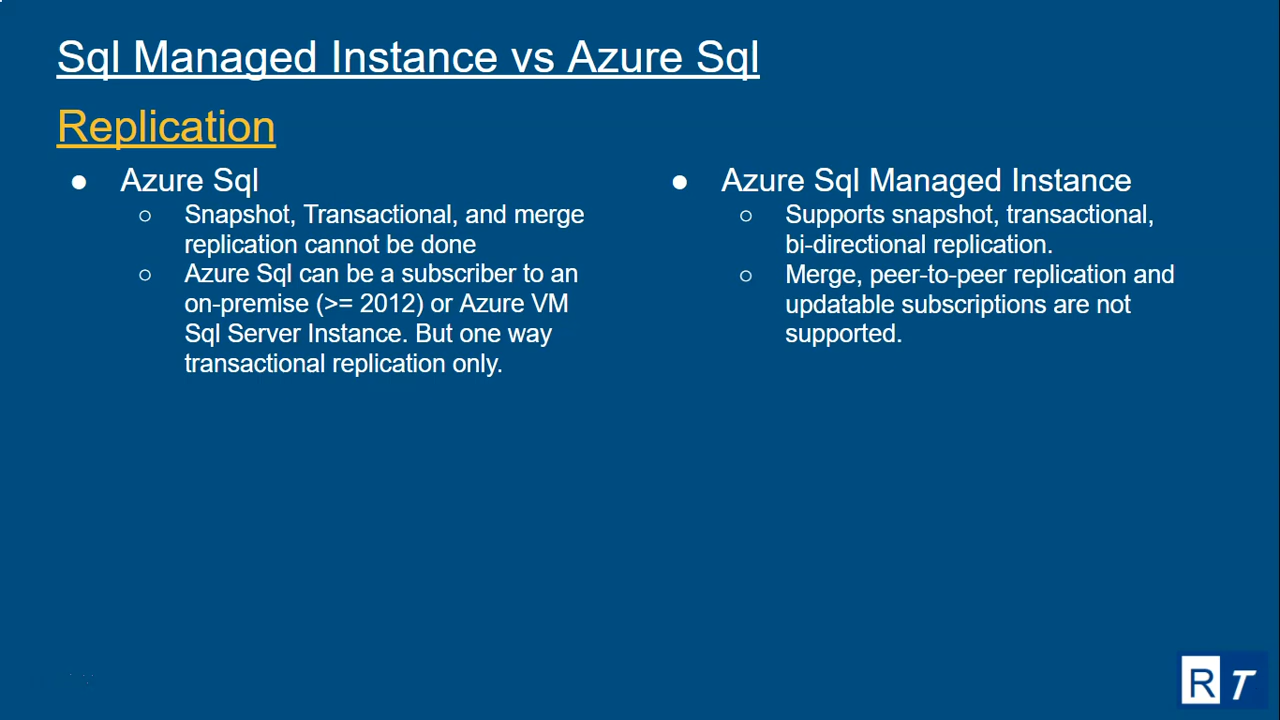 Sql Managed Instance vs Azure Sql
Replication
● Azure Sql
○ Snapshot, Transactional, and merge
replication cannot be done
○ Azure Sql can be a subscriber to an
on-premise (>= 2012) or Azure VM
Sql Server Instance. But one way
transactional replication only.
● Azure Sql Managed Instance
○ Supports snapshot, transactional,
bi-directional replication.
○ Merge, peer-to-peer replication and
updatable subscriptions are not
supported.
R T